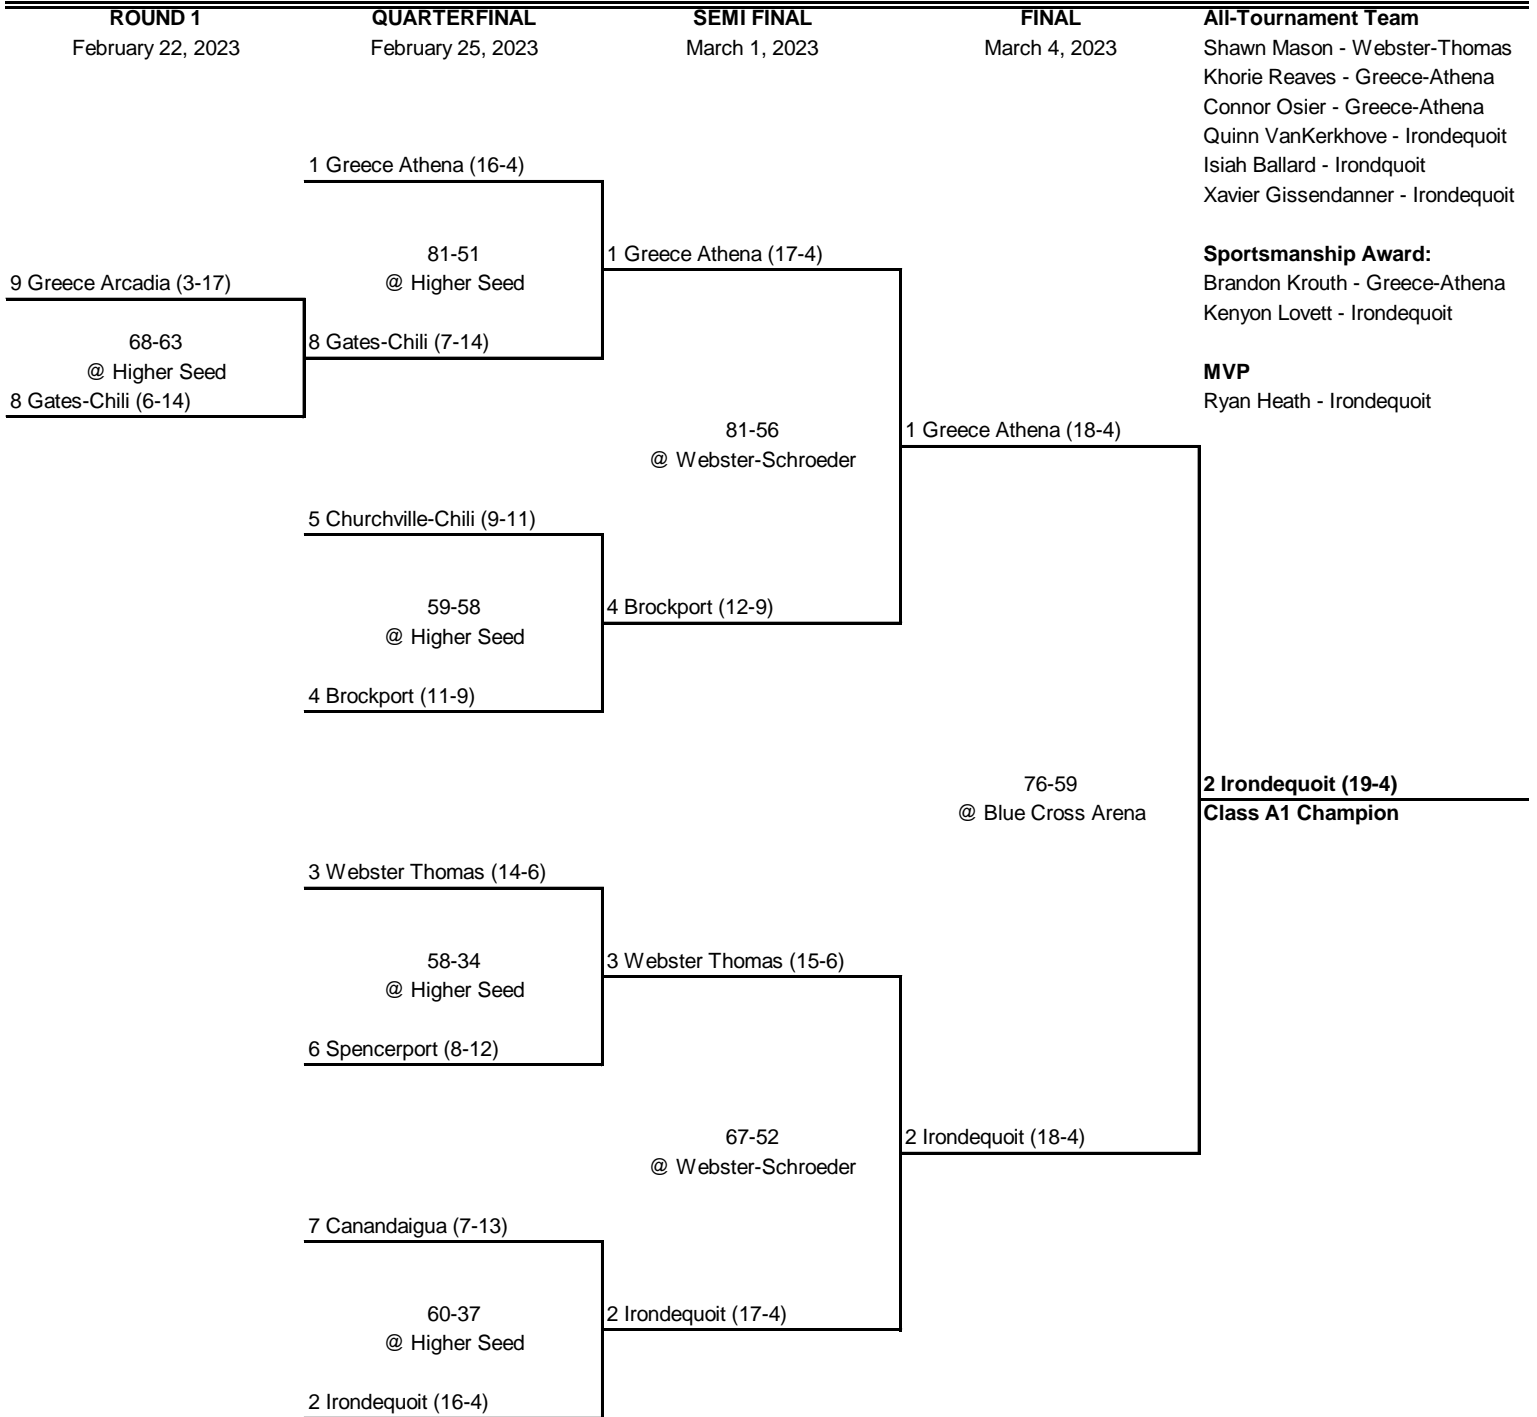 ROUND 1
February 22, 2023
QUARTERFINAL
February 25, 2023
SEMI FINAL
March 1, 2023
FINAL
March 4, 2023
All-Tournament Team
Shawn Mason - Webster-Thomas
Khorie Reaves - Greece-Athena
Connor Osier - Greece-Athena
Quinn VanKerkhove - Irondequoit
Isiah Ballard - Irondquoit
Xavier Gissendanner - Irondequoit
Sportsmanship Award:
Brandon Krouth - Greece-Athena
Kenyon Lovett - Irondequoit
MVP
Ryan Heath - Irondequoit
9 Greece Arcadia (3-17)
68-63
@ Higher Seed
8 Gates-Chili (6-14)
1 Greece Athena (16-4)
81-51
@ Higher Seed
8 Gates-Chili (7-14)
5 Churchville-Chili (9-11)
59-58
@ Higher Seed
4 Brockport (11-9)
3 Webster Thomas (14-6)
58-34
@ Higher Seed
6 Spencerport (8-12)
7 Canandaigua (7-13)
60-37
@ Higher Seed
2 Irondequoit (16-4)
1 Greece Athena (17-4)
81-56
@ Webster-Schroeder
4 Brockport (12-9)
3 Webster Thomas (15-6)
67-52
@ Webster-Schroeder
2 Irondequoit (17-4)
1 Greece Athena (18-4)
76-59
@ Blue Cross Arena
2 Irondequoit (18-4)
2 Irondequoit (19-4)
Class A1 Champion